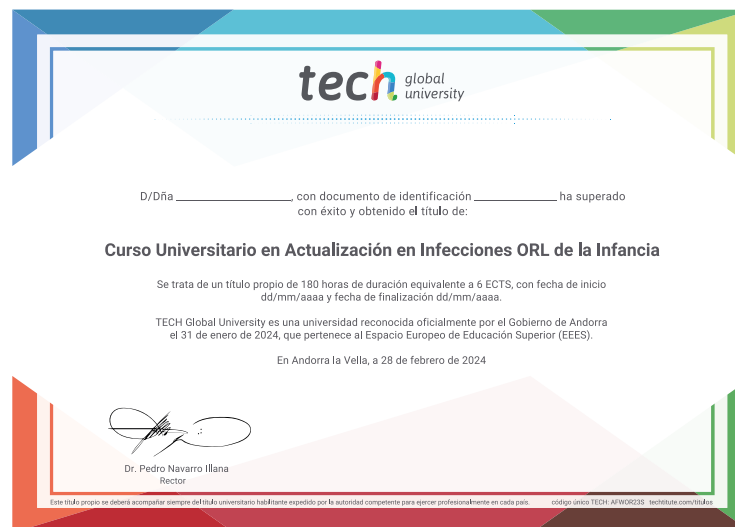 tech global university
D/Dña ______________, con documento de identificación __________ ha superado
con éxito y obtenido el título de:
Curso Universitario en Actualización en Infecciones ORL de la Infancia
Se trata de un título propio de 180 horas de duración equivalente a 6 ECTS, con fecha de inicio
dd/mm/aaaa y fecha de finalización dd/mm/aaaa.
TECH Global University es una universidad reconocida oficialmente por el Gobierno de Andorra
el 31 de enero de 2024, que pertenece al Espacio Europeo de Educación Superior (EEES).
En Andorra la Vella, a 28 de febrero de 2024
Dr. Pedro Navarro Illana
Rector
Este título propio se deberá acompañar siempre del título universitario habilitante expedido por la autoridad competente para ejercer profesionalmente en cada país. código único TECH: AFWOR23S techtitute.com/titulos